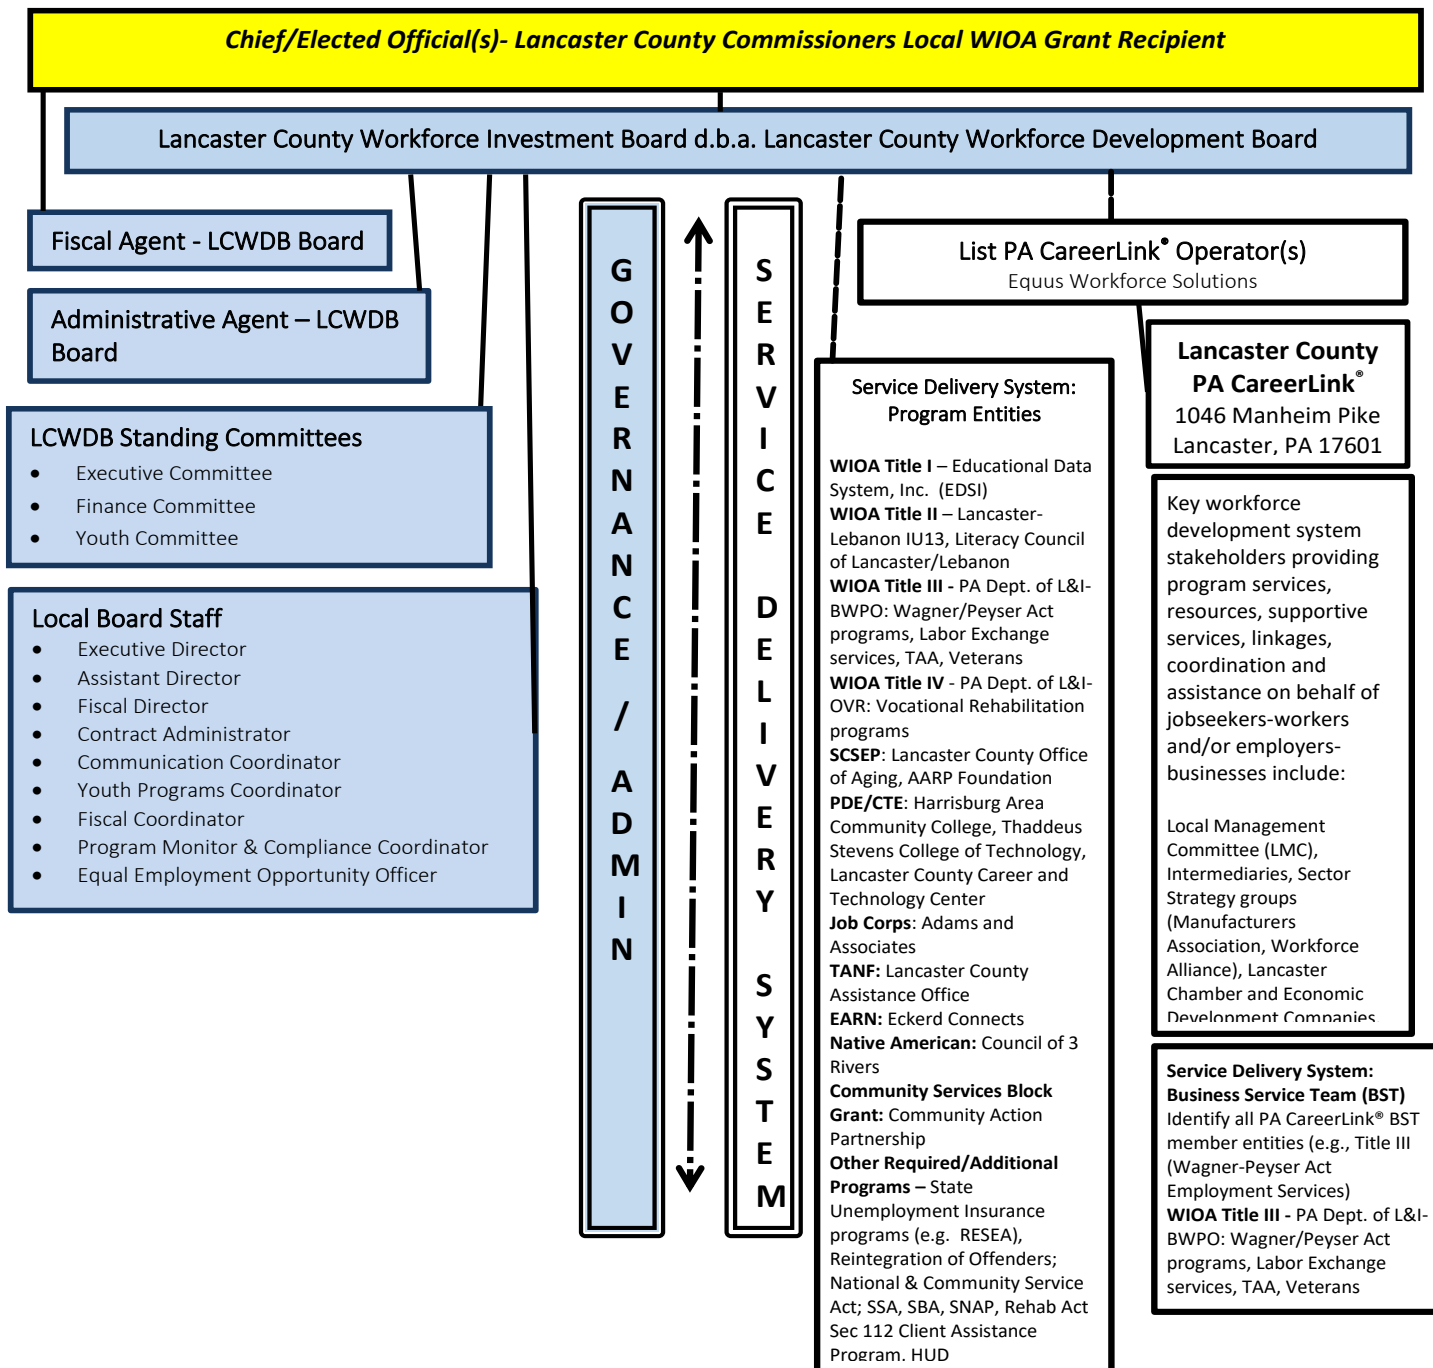 Chief/Elected Official(s)- Lancaster County Commissioners Local WIOA Grant Recipient
Lancaster County Workforce Investment Board d.b.a. Lancaster County Workforce Development Board
Fiscal Agent - LCWDB Board
Administrative Agent – LCWDB
Board
LCWDB Standing Committees
• Executive Committee
• Finance Committee
• Youth Committee
Local Board Staff
• Executive Director
• Assistant Director
• Fiscal Director
• Contract Administrator
• Communication Coordinator
• Youth Programs Coordinator
• Fiscal Coordinator
• Program Monitor & Compliance Coordinator
• Equal Employment Opportunity Officer
G
O
V
E
R
N
A
N
C
E
/
A
D
M
I
N
S
E
R
V
I
C
E
D
E
L
I
V
E
R
Y
S
Y
S
T
E
M
List PA CareerLink® Operator(s)
Equus Workforce Solutions
Lancaster County
PA CareerLink®
1046 Manheim Pike
Lancaster, PA 17601
Service Delivery System:
Program Entities
WIOA Title I – Educational Data
System, Inc. (EDSI)
WIOA Title II – Lancaster-
Lebanon IU13, Literacy Council
of Lancaster/Lebanon
WIOA Title III - PA Dept. of L&I-
BWPO: Wagner/Peyser Act
programs, Labor Exchange
services, TAA, Veterans
WIOA Title IV - PA Dept. of L&I-
OVR: Vocational Rehabilitation
programs
SCSEP: Lancaster County Office
of Aging, AARP Foundation
PDE/CTE: Harrisburg Area
Community College, Thaddeus
Stevens College of Technology,
Lancaster County Career and
Technology Center
Job Corps: Adams and
Associates
TANF: Lancaster County
Assistance Office
EARN: Eckerd Connects
Native American: Council of 3
Rivers
Community Services Block
Grant: Community Action
Partnership
Other Required/Additional
Programs – State
Unemployment Insurance
programs (e.g. RESEA),
Reintegration of Offenders;
National & Community Service
Act; SSA, SBA, SNAP, Rehab Act
Sec 112 Client Assistance
Program, HUD
Key workforce
development system
stakeholders providing
program services,
resources, supportive
services, linkages,
coordination and
assistance on behalf of
jobseekers-workers
and/or employers-
businesses include:
Local Management
Committee (LMC),
Intermediaries, Sector
Strategy groups
(Manufacturers
Association, Workforce
Alliance), Lancaster
Chamber and Economic
Development Companies
Service Delivery System:
Business Service Team (BST)
Identify all PA CareerLink® BST
member entities (e.g., Title III
(Wagner-Peyser Act
Employment Services)
WIOA Title III - PA Dept. of L&I-
BWPO: Wagner/Peyser Act
programs, Labor Exchange
services, TAA, Veterans